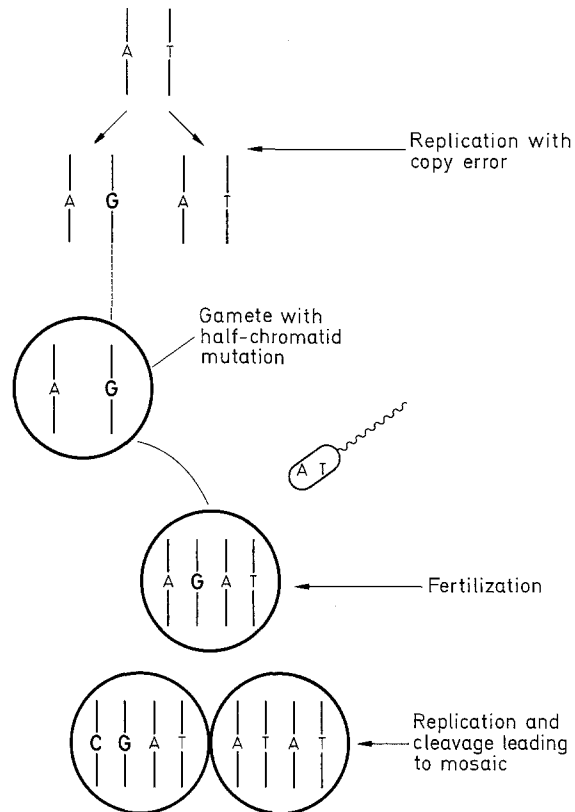 A T
Replication with
copy error
A G A T
Gamete with
half-chromatid
mutation
A G
A T
A G A T
Fertilization
C G A T A T A T
Replication and
cleavage leading
to mosaic